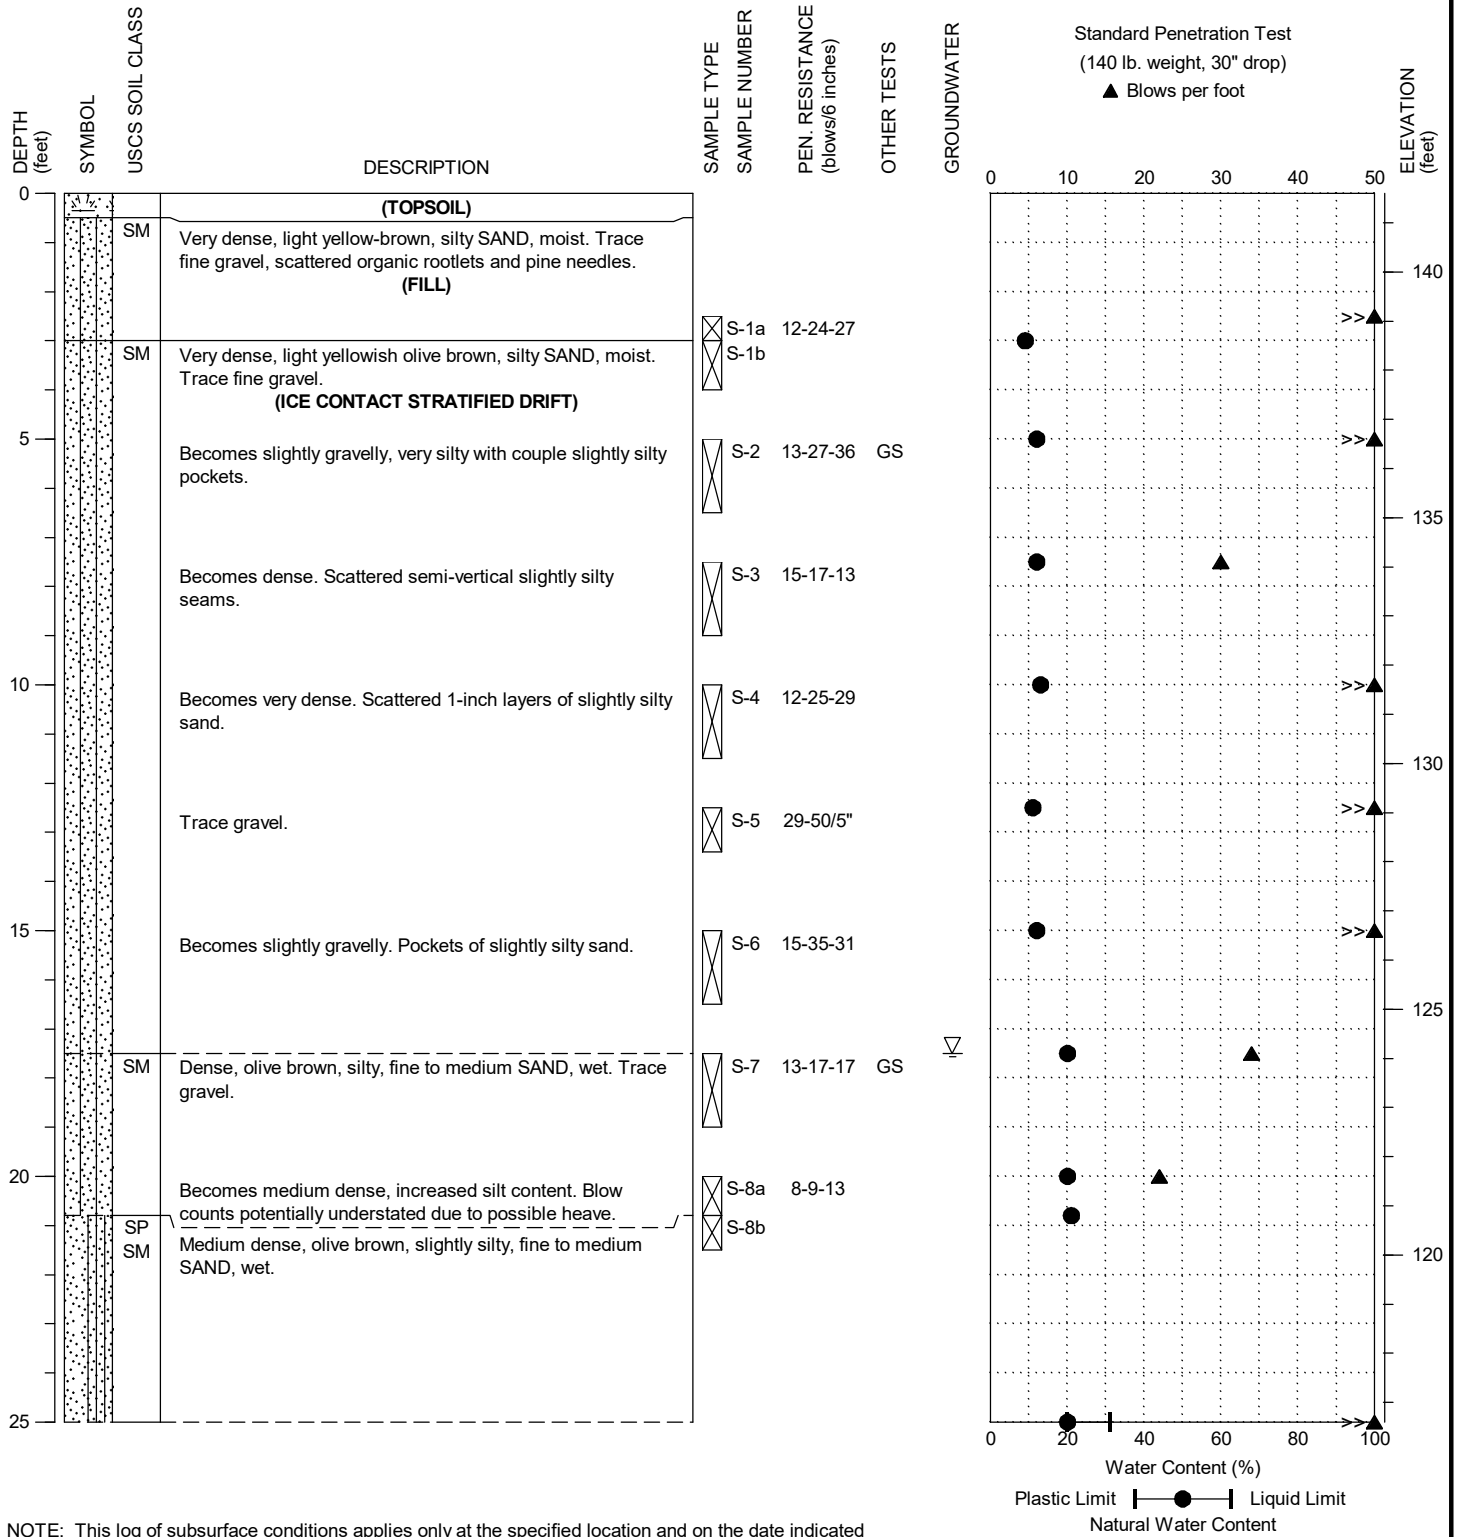 DEPTH
(feet)
SYMBOL
USCS SOIL CLASS
DESCRIPTION
SAMPLE TYPE
SAMPLE NUMBER
PEN. RESISTANCE
(blows/6 inches)
OTHER TESTS
GROUNDWATER
Standard Penetration Test
(140 lb. weight, 30" drop)
▲ Blows per foot
ELEVATION
(feet)
0 10 20 30 40 50
0
(TOPSOIL)
SM
Very dense, light yellow-brown, silty SAND, moist. Trace
fine gravel, scattered organic rootlets and pine needles.
(FILL)
140
S-1a 12-24-27
>>
SM
Very dense, light yellowish olive brown, silty SAND, moist.
Trace fine gravel.
S-1b
(ICE CONTACT STRATIFIED DRIFT)
5
Becomes slightly gravelly, very silty with couple slightly silty
pockets.
S-2 13-27-36 GS
>>
135
Becomes dense. Scattered semi-vertical slightly silty
seams.
S-3 15-17-13
10
Becomes very dense. Scattered 1-inch layers of slightly silty
sand.
S-4 12-25-29
>>
130
Trace gravel.
S-5 29-50/5"
>>
15
Becomes slightly gravelly. Pockets of slightly silty sand.
S-6 15-35-31
>>
125
SM
Dense, olive brown, silty, fine to medium SAND, wet. Trace
gravel.
S-7 13-17-17 GS
20
Becomes medium dense, increased silt content. Blow
counts potentially understated due to possible heave.
S-8a 8-9-13
SP
SM
S-8b
Medium dense, olive brown, slightly silty, fine to medium
SAND, wet.
120
25
>>
0 20 40 60 80 100
Water Content (%)
Plastic Limit Liquid Limit
Natural Water Content
NOTE: This log of subsurface conditions applies only at the specified location and on the date indicated